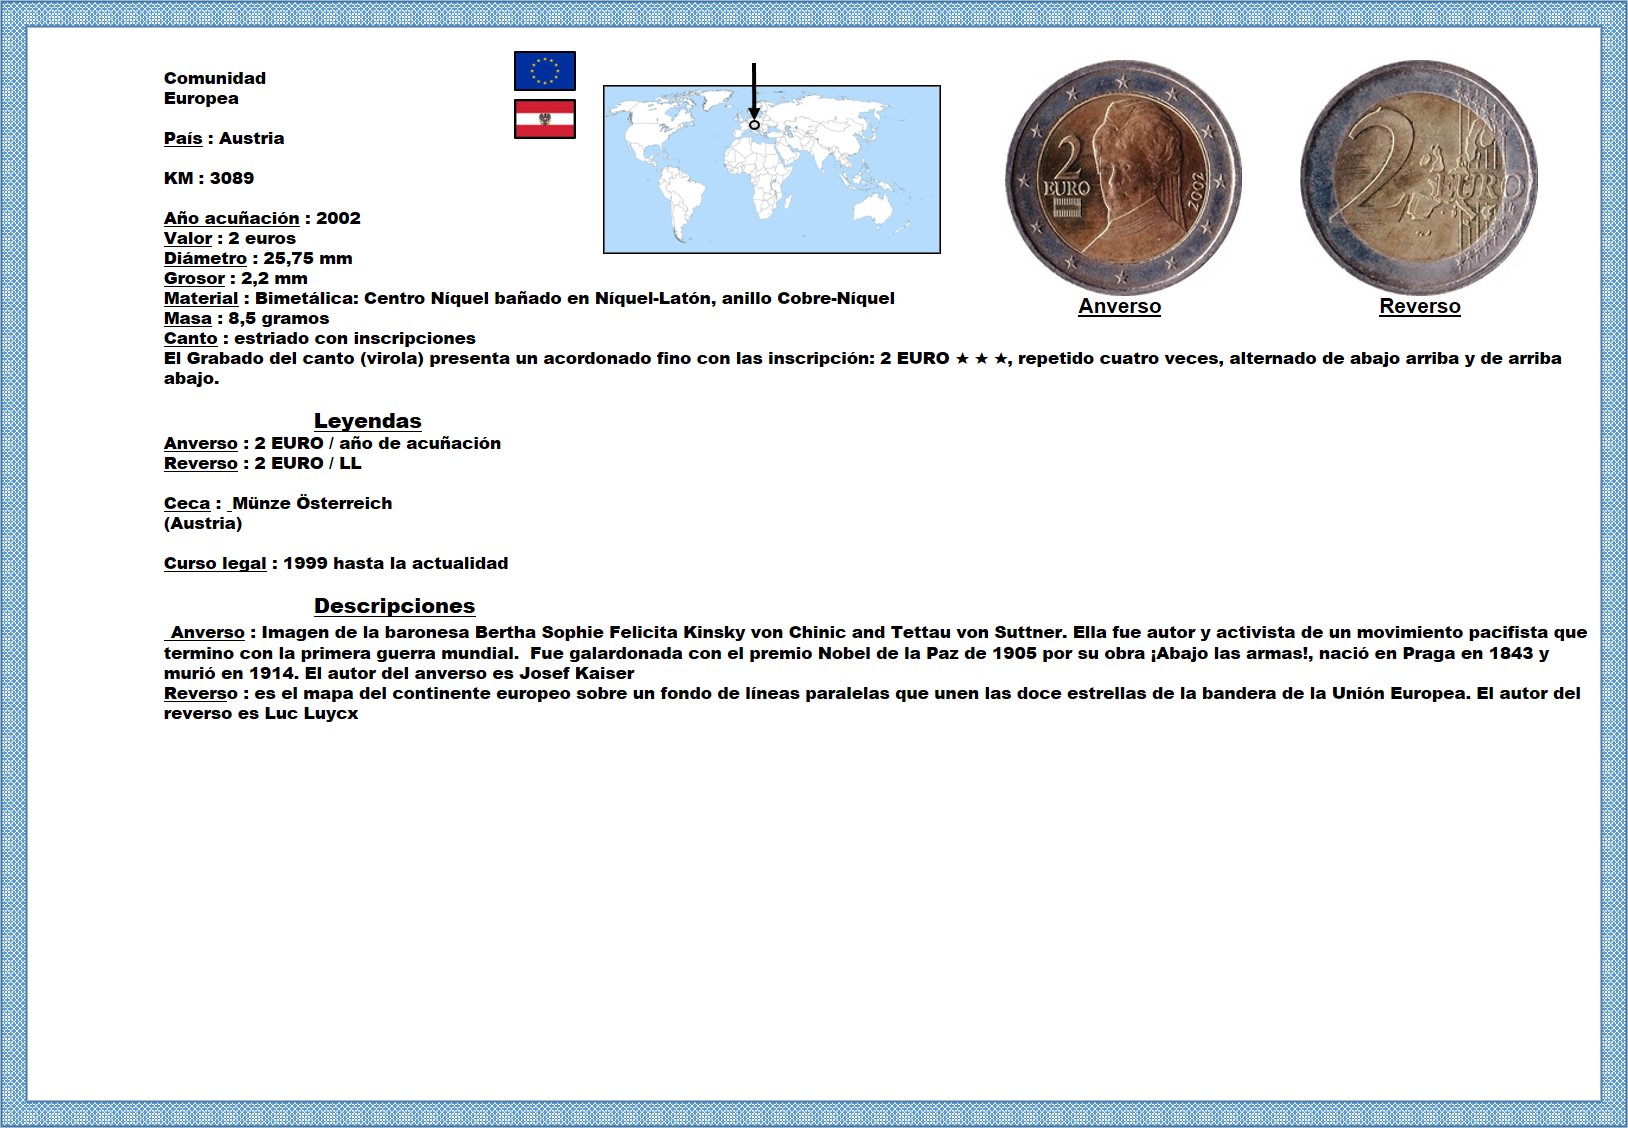 Comunidad
Europea
País : Austria
KM : 3089
Año acuñación : 2002
Valor : 2 euros
Diámetro : 25,75 mm
Grosor : 2,2 mm
Material : Bimetálica: Centro Níquel bañado en Níquel-Latón, anillo Cobre-Níquel
Masa : 8,5 gramos
Canto : estriado con inscripciones
El Grabado del canto (virola) presenta un acordonado fino con las inscripción: 2 EURO ★ ★ ★, repetido cuatro veces, alternado de abajo arriba y de arriba
abajo.
2
EURO
2002
Anverso
2 EURO
Reverso
Leyendas
Anverso : 2 EURO / año de acuñación
Reverso : 2 EURO / LL
Ceca : Münze Österreich
(Austria)
Curso legal : 1999 hasta la actualidad
Descripciones
Anverso : Imagen de la baronesa Bertha Sophie Felicita Kinsky von Chinic and Tettau von Suttner. Ella fue autor y activista de un movimiento pacifista que
termino con la primera guerra mundial. Fue galardonada con el premio Nobel de la Paz de 1905 por su obra ¡Abajo las armas!, nació en Praga en 1843 y
murió en 1914. El autor del anverso es Josef Kaiser
Reverso : es el mapa del continente europeo sobre un fondo de líneas paralelas que unen las doce estrellas de la bandera de la Unión Europea. El autor del
reverso es Luc Luycx